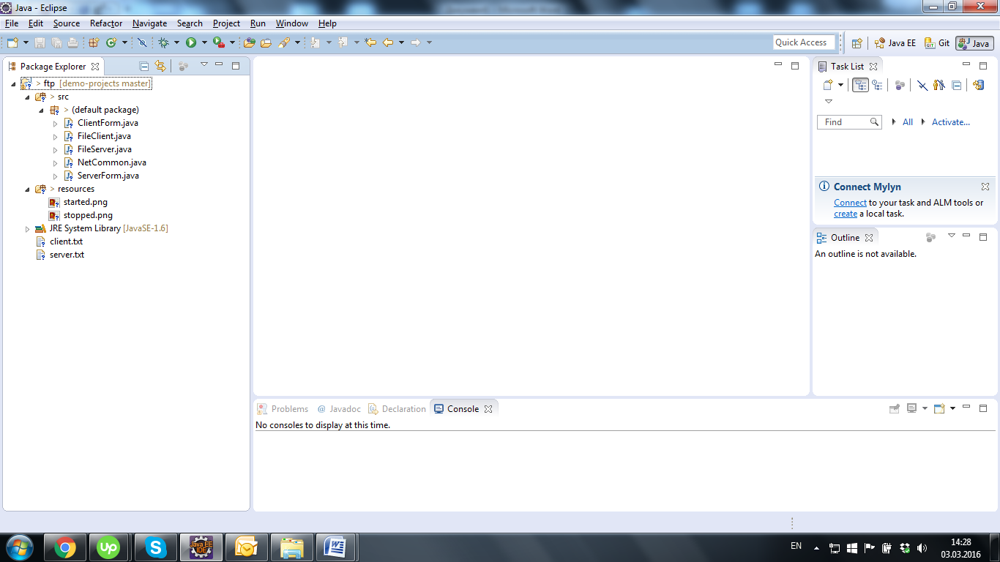 Java - Eclipse
File Edit Source Refactor Navigate Search Project Run Window Help
Quick Access
Java EE
Git
Java
Package Explorer
> ftp [demo-projects master]
> src
> (default package)
ClientForm.java
FileClient.java
FileServer.java
NetCommon.java
ServerForm.java
> resources
started.png
stopped.png
JRE System Library [JavaSE-1.6]
client.txt
server.txt
Task List
Find
All
Activate...
Connect Mylyn
Connect to your task and ALM tools or
create a local task.
Outline
An outline is not available.
Problems @ Javadoc Declaration Console
No consoles to display at this time.
up
S
Java EE
IDE
W
EN
14:28
03.03.2016